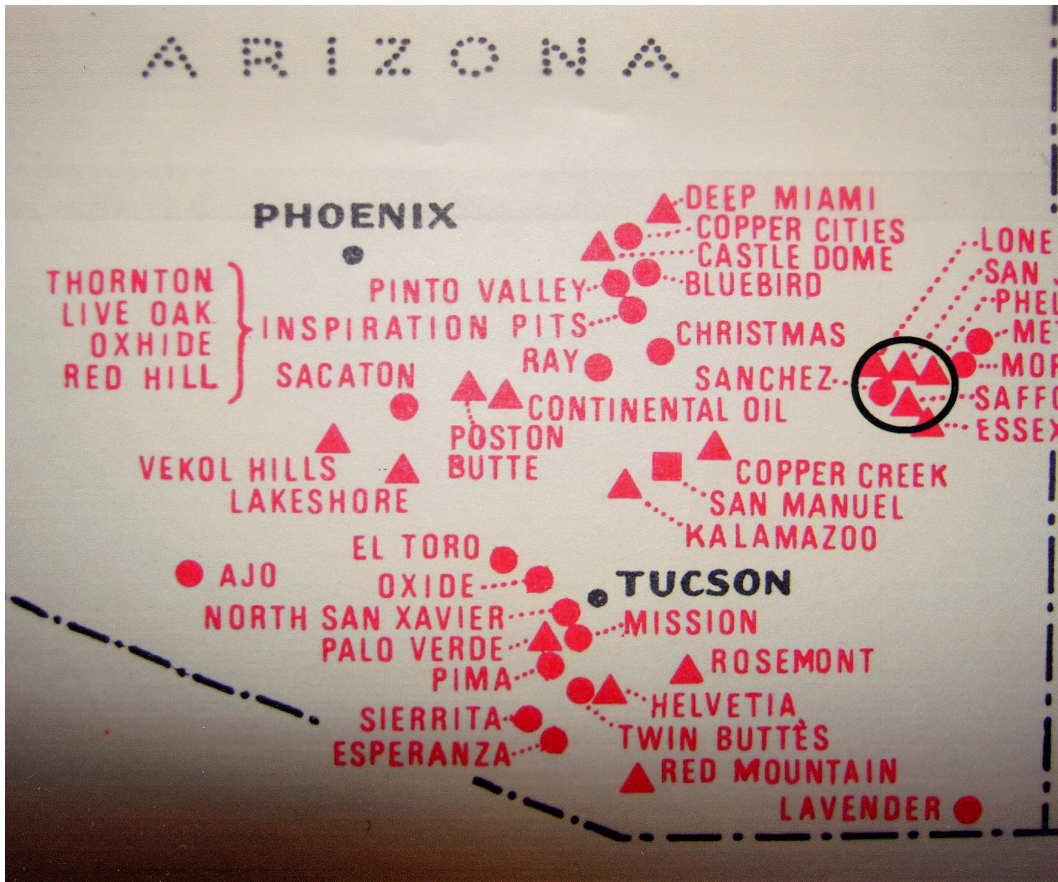 ARIZONA
DEEP MIAMI
PHOENIX
COPPER CITIES
LONE
CASTLE DOME
SAN
THORNTON
PINTO VALLEY
BLUEBIRD
LIVE OAK
INSPIRATION PITS
OXHIDE
CHRISTMAS
RED HILL
RAY
SACATON
SANCHEZ
CONTINENTAL OIL
POSTON
BUTTE
VEKOL HILLS
COPPER CREEK
LAKESHORE
SAN MANUEL
KALAMAZOO
EL TORO
AJO
OXIDE
TUCSON
NORTH SAN XAVIER
MISSION
PALO VERDE
ROSEMONT
PIMA
HELVETIA
SIERRITA
TWIN BUTTES
ESPERANZA
RED MOUNTAIN
LAVENDER